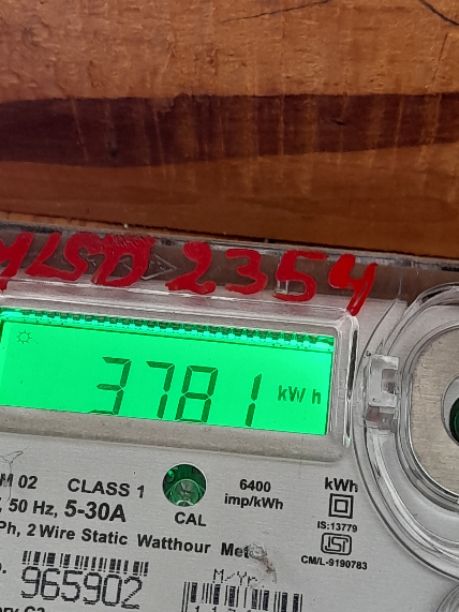 MLSD 2354
3781 kWh
M 02 CLASS 1
, 50 Hz, 5-30A
6400
imp/kWh
CAL
kWh
IS:13779
ISI
CM/L-9190783
Ph, 2 Wire Static Watthour
965902
M/Yr.